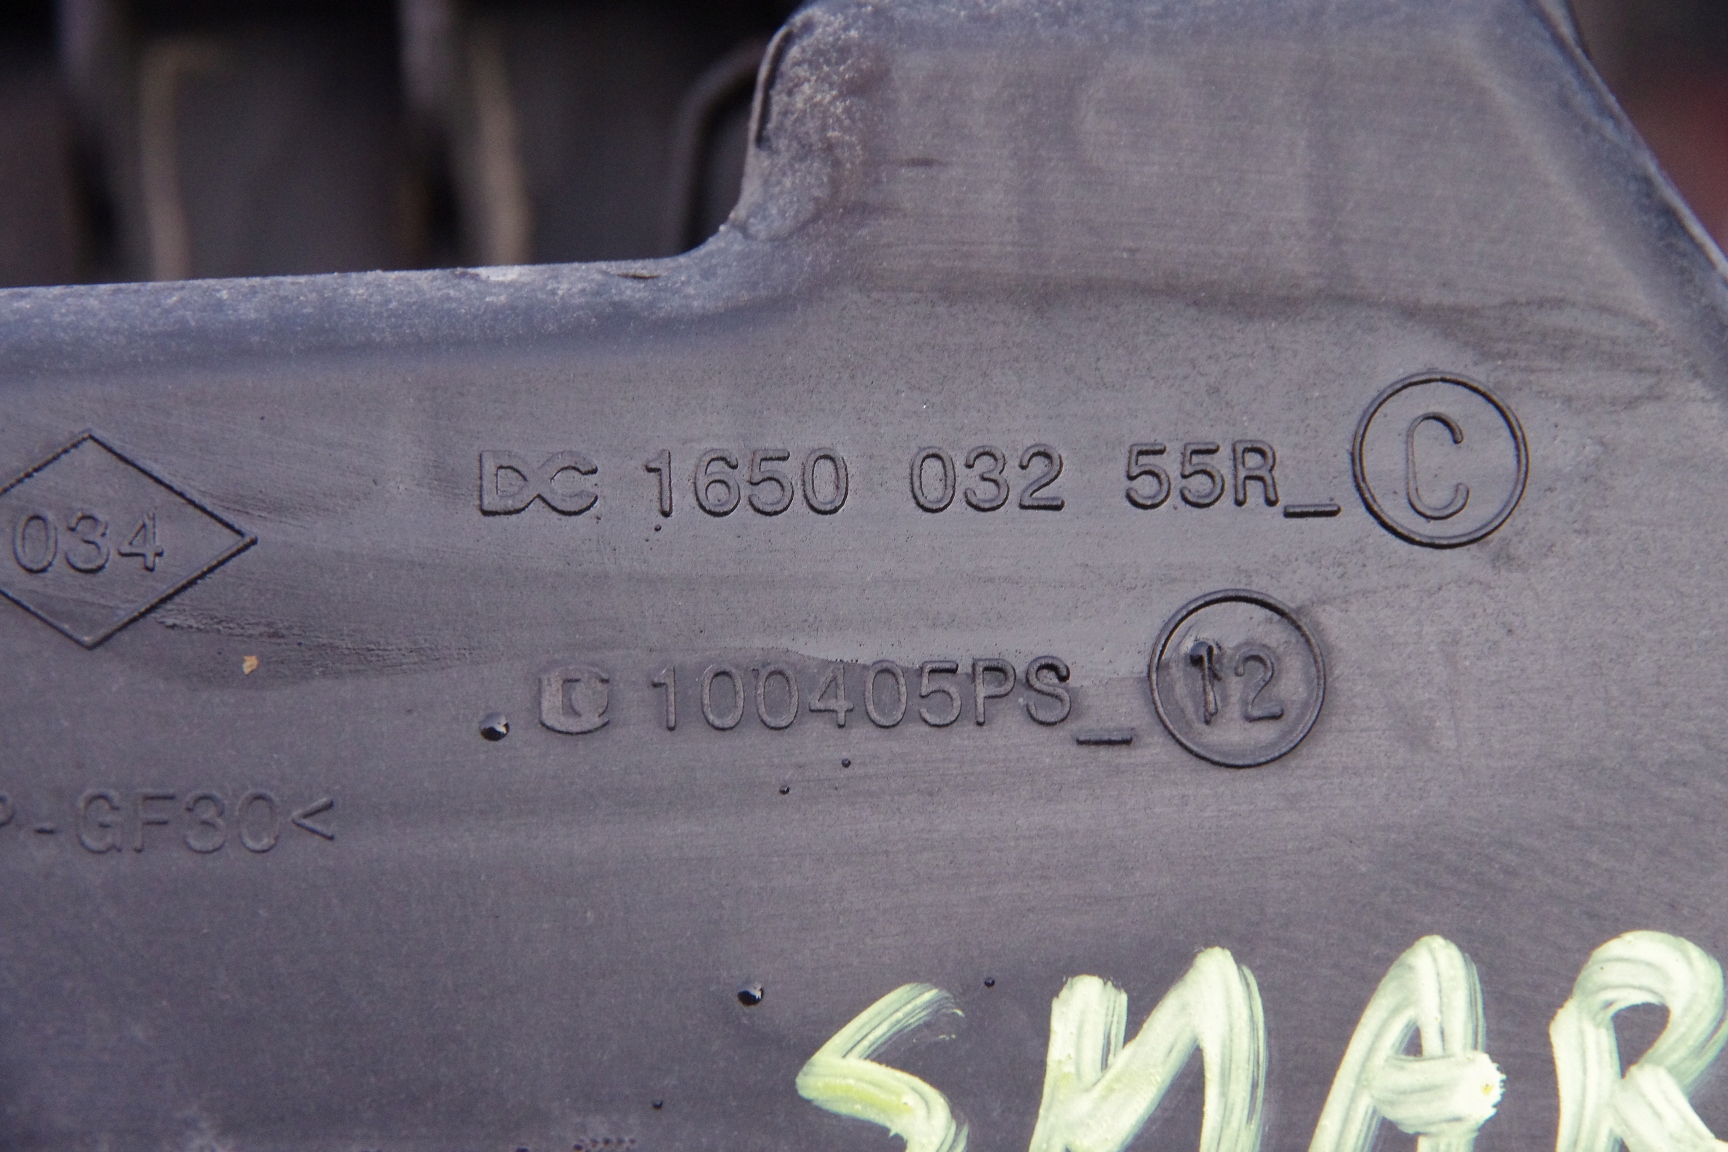 034
DC 1650 032 55R_ C
100405PS_ 12
P-GF30<
SMAR